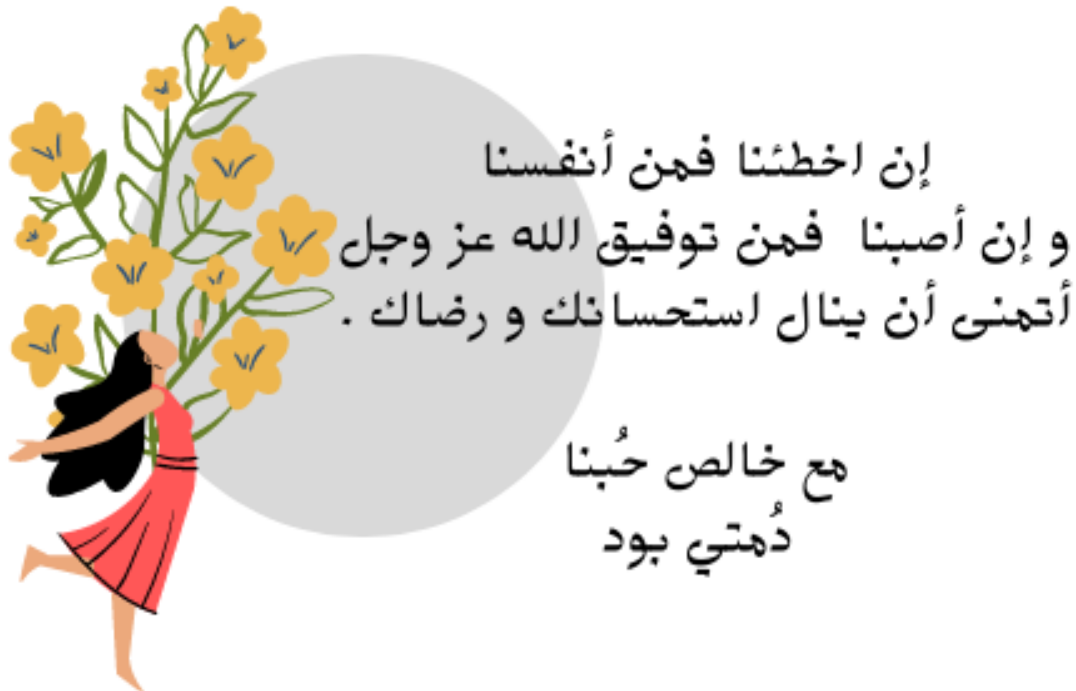 إن اخطئنا فمن أنفسنا
و إن أصبنا فمن توفيق الله عز وجل
أتمنى أن ينال استحسانك و رضاك .
مع خالص حُبنا
دُمتي بود